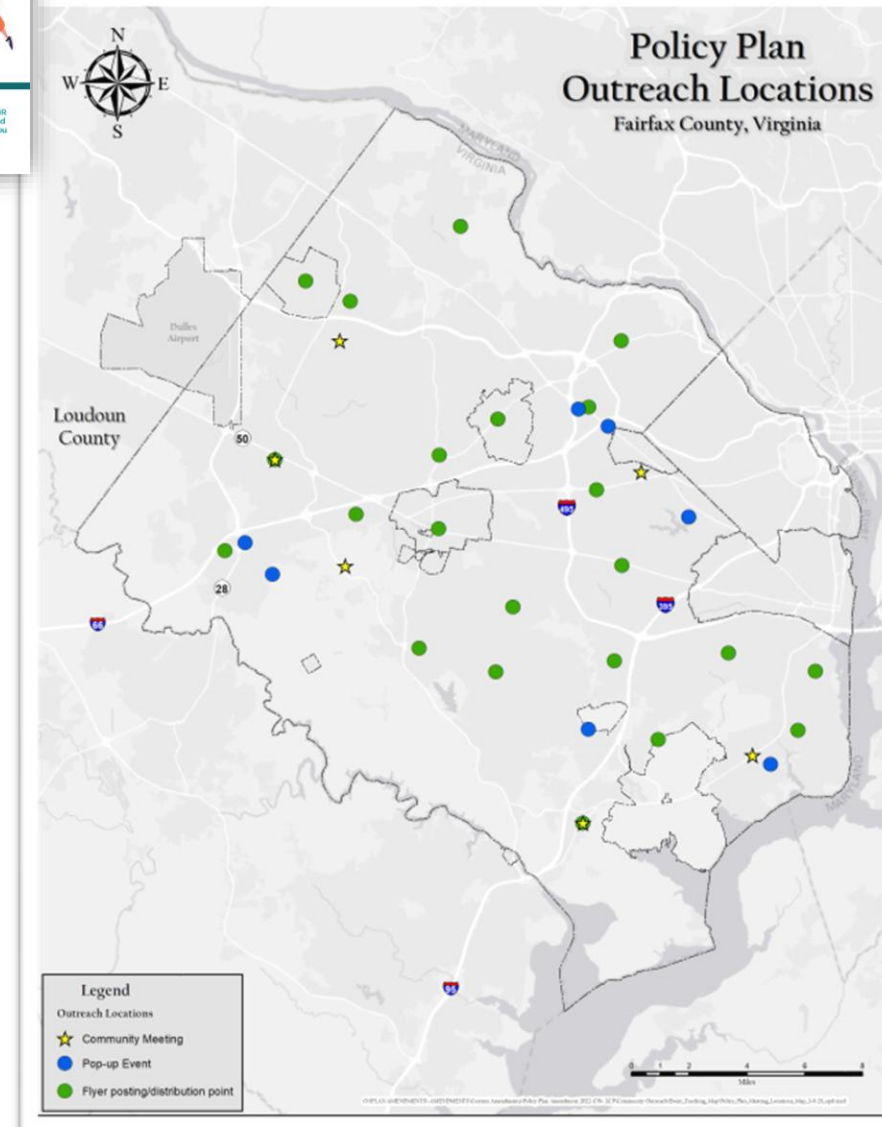 Policy Plan
Outreach Locations
Fairfax County, Virginia
N
W E
S
MARYLAND
VIRGINIA
Dulles
Airport
Loudoun
County
50
495
28
395
66
MARYLAND
95
Legend
Outreach Locations
Community Meeting
Pop-up Event
Flyer posting/distribution point
0 1 2 4 6 8
Miles